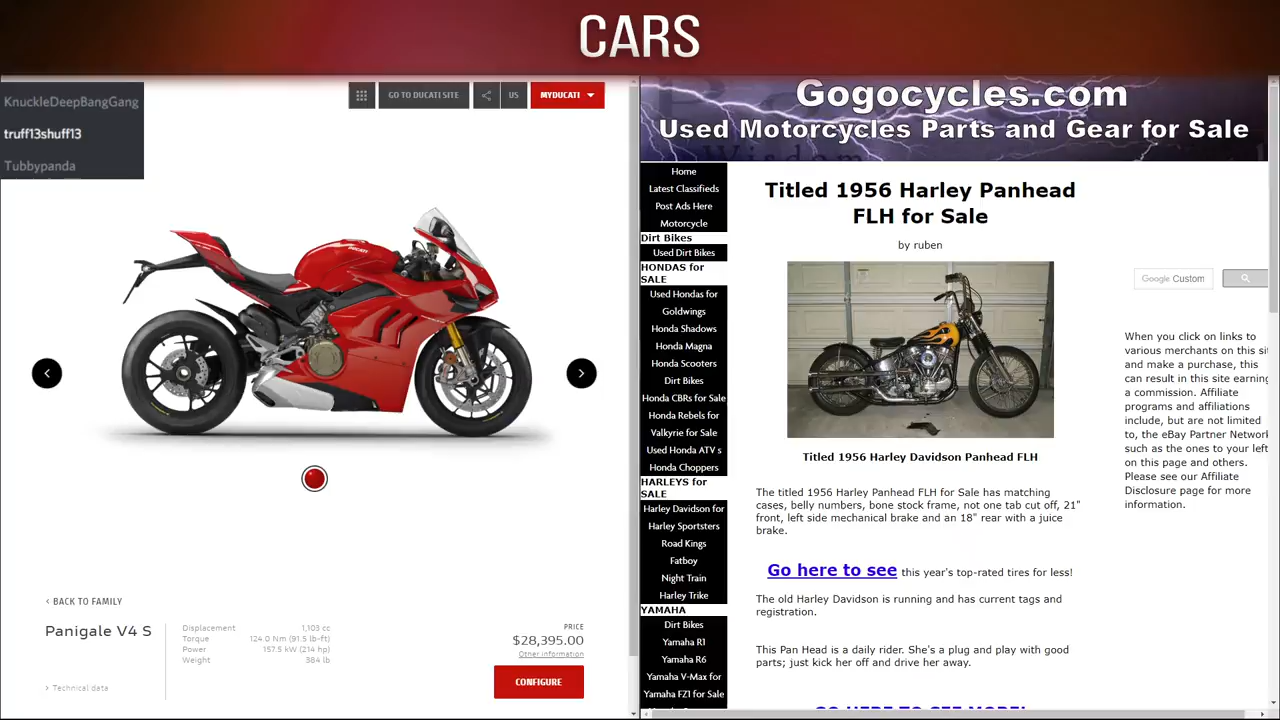 CARS
KnuckleDeepBangGang
truff13shuff13
Tubbypanda
GO TO DUCATI SITE
US
MYDUCATI
DUCATI
BACK TO FAMILY
Panigale V4 S
Displacement 1,103 cc
Torque 124.0 Nm (91.5 lb-ft)
Power 157.5 kW (214 hp)
Weight 384 lb
Technical data
PRICE
$28,395.00
Other information
CONFIGURE
Gogocycles.com
Used Motorcycles Parts and Gear for Sale
Home
Latest Classifieds
Post Ads Here
Motorcycle
Dirt Bikes
Used Dirt Bikes
HONDAS for
SALE
Used Hondas for
Goldwings
Honda Shadows
Honda Magna
Honda Scooters
Dirt Bikes
Honda CBRs for Sale
Honda Rebels for
Valkyrie for Sale
Used Honda ATV s
Honda Choppers
HARLEYS for
SALE
Harley Davidson for
Harley Sportsters
Road Kings
Fatboy
Night Train
Harley Trike
YAMAHA
Dirt Bikes
Yamaha R1
Yamaha R6
Yamaha V-Max for
Yamaha FZ1 for Sale
Titled 1956 Harley Panhead
FLH for Sale
by ruben
Titled 1956 Harley Davidson Panhead FLH
The titled 1956 Harley Panhead FLH for Sale has matching
cases, belly numbers, bone stock frame, not one tab cut off, 21"
front, left side mechanical brake and an 18" rear with a juice
brake.
Go here to see this year's top-rated tires for less!
The old Harley Davidson is running and has current tags and
registration.
This Pan Head is a daily rider. She's a plug and play with good
parts; just kick her off and drive her away.
GO HERE TO SEE MORE!
Google Custom
When you click on links to
various merchants on this sit
and make a purchase, this
can result in this site earning
a commission. Affiliate
programs and affiliations
include, but are not limited
to, the eBay Partner Network
such as the ones to your left
on this page and others.
Please see our Affiliate
Disclosure page for more
information.